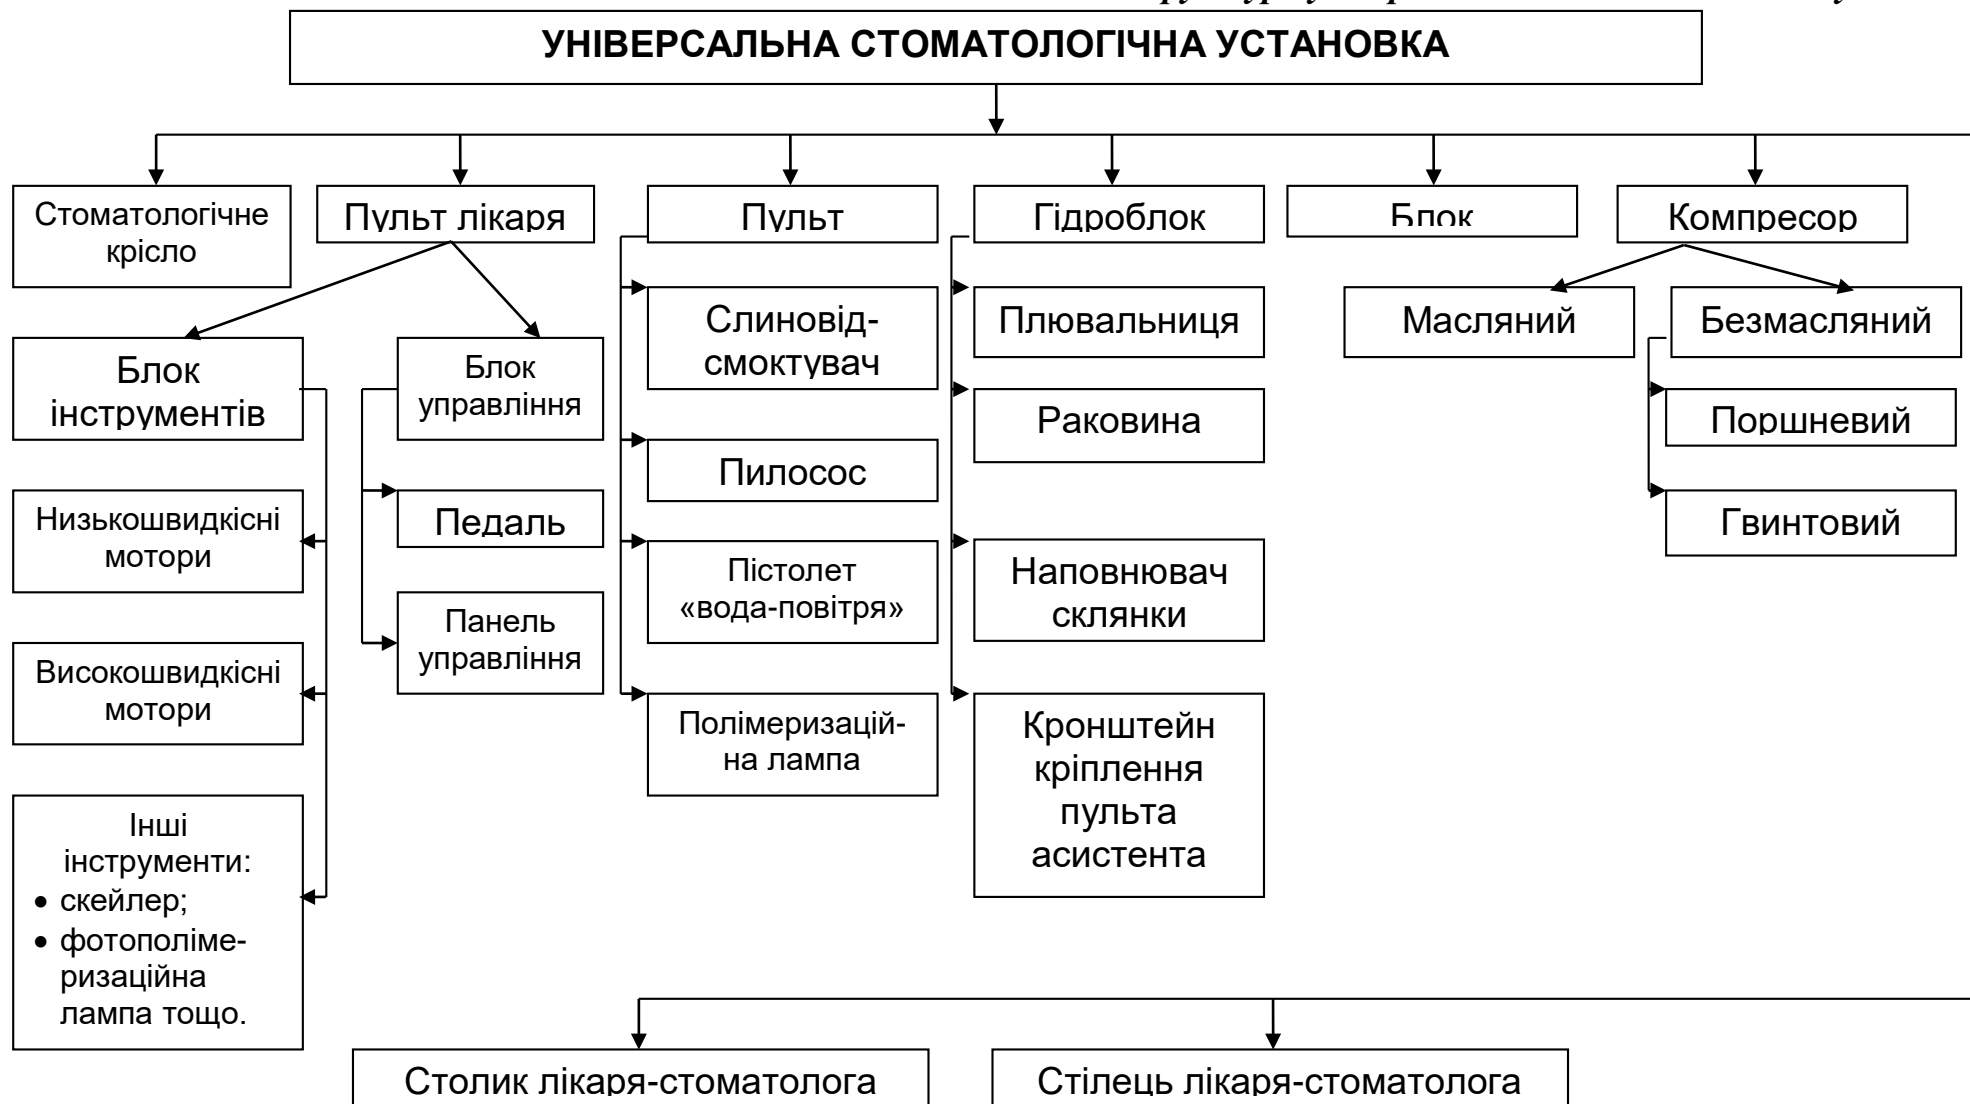 УНІВЕРСАЛЬНА СТОМАТОЛОГІЧНА УСТАНОВКА
Стоматологічне
крісло
Пульт лікаря
Пульт
Гідроблок
Блок
Компресор
Блок
інструментів
Низькошвидкісні
мотори
Високошвидкісні
мотори
Інші
інструменти:
• скейлер;
• фотополіме-
ризаційна
лампа тощо.
Блок
управління
Педаль
Панель
управління
Слиновід-
смоктувач
Пилосос
Пістолет
«вода-повітря»
Полімеризацій-
на лампа
Плювальниця
Раковина
Наповнювач
склянки
Кронштейн
кріплення
пульта
асистента
Масляний
Безмасляний
Поршневий
Гвинтовий
Столик лікаря-стоматолога
Стілець лікаря-стоматолога